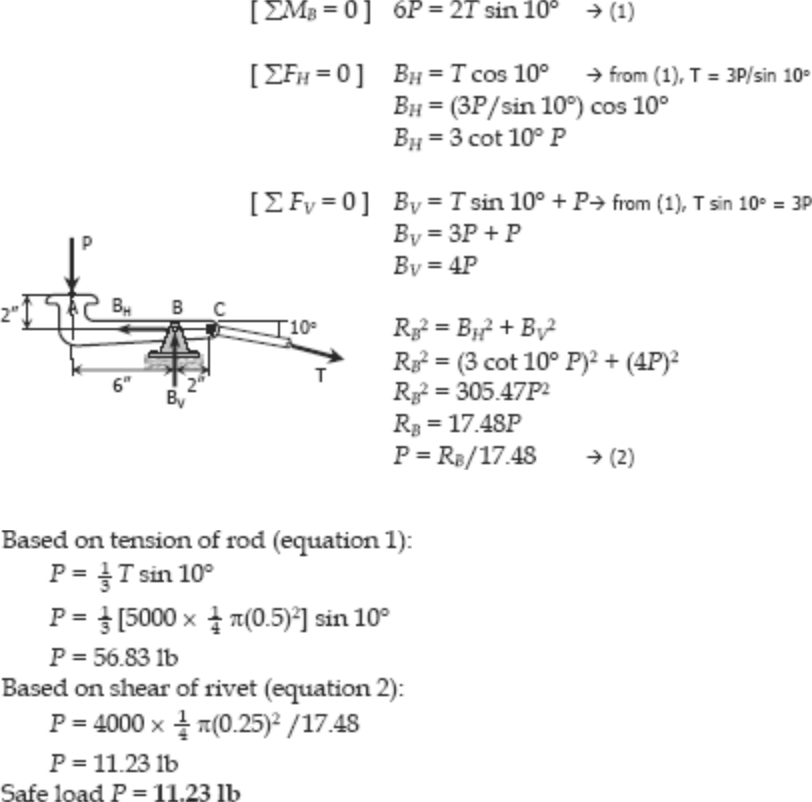 [ ΣM_B = 0 ] 6P = 2T sin 10° → (1)
[ ΣF_H = 0 ] B_H = T cos 10° → from (1), T = 3P/sin 10°
B_H = (3P/sin 10°) cos 10°
B_H = 3 cot 10° P
[ Σ F_V = 0 ] B_V = T sin 10° + P→ from (1), T sin 10° = 3P
B_V = 3P + P
B_V = 4P
P
2″ A B_H B C 10°
6″ B_V 2″ T
R_B² = B_H² + B_V²
R_B² = (3 cot 10° P)² + (4P)²
R_B² = 305.47P²
R_B = 17.48P
P = R_B/17.48 → (2)
Based on tension of rod (equation 1):
P = 1/3 T sin 10°
P = 1/3 [5000 × 1/4 π(0.5)²] sin 10°
P = 56.83 lb
Based on shear of rivet (equation 2):
P = 4000 × 1/4 π(0.25)² /17.48
P = 11.23 lb
Safe load P = 11.23 lb